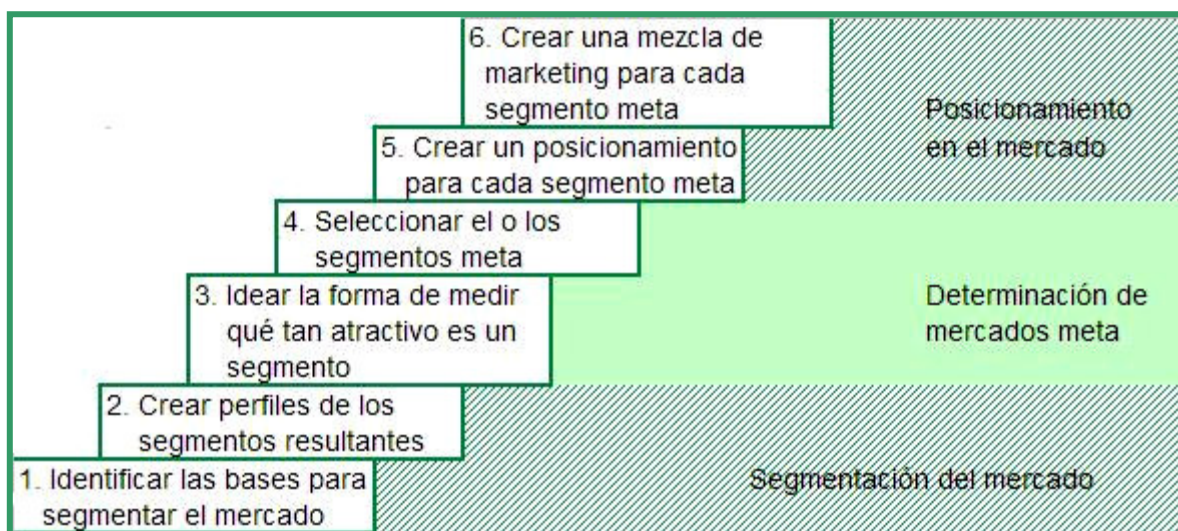 6. Crear una mezcla de
marketing para cada
segmento meta
Posicionamiento
en el mercado
5. Crear un posicionamiento
para cada segmento meta
4. Seleccionar el o los
segmentos meta
3. Idear la forma de medir
qué tan atractivo es un
segmento
Determinación de
mercados meta
2. Crear perfiles de los
segmentos resultantes
1. Identificar las bases para
segmentar el mercado
Segmentación del mercado